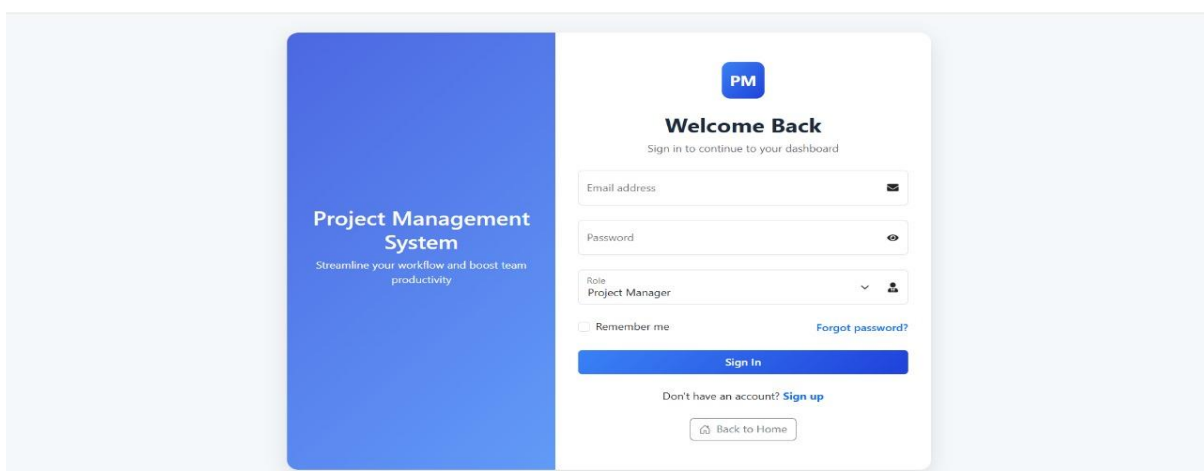 Project Management
System
Streamline your workflow and boost team
productivity
PM
Welcome Back
Sign in to continue to your dashboard
Email address
Password
Role
Project Manager
Remember me
Forgot password?
Sign In
Don't have an account? Sign up
Back to Home